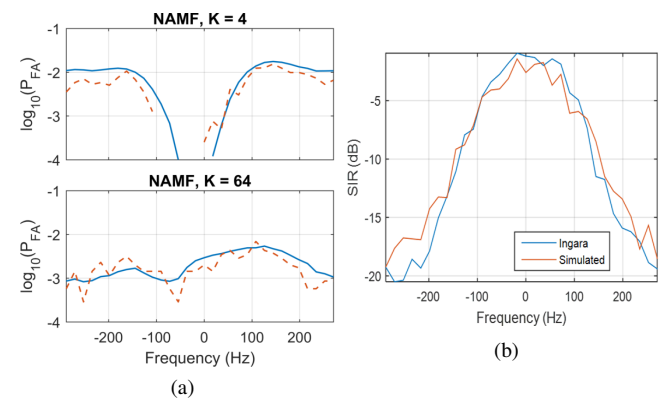 NAMF, K = 4
log10(PFA)
-1
-2
-3
-4
NAMF, K = 64
log10(PFA)
-1
-2
-3
-4
-200 -100 0 100 200
Frequency (Hz)
(a)
SIR (dB)
-5
-10
-15
-20
Ingara
Simulated
-200 -100 0 100 200
Frequency (Hz)
(b)